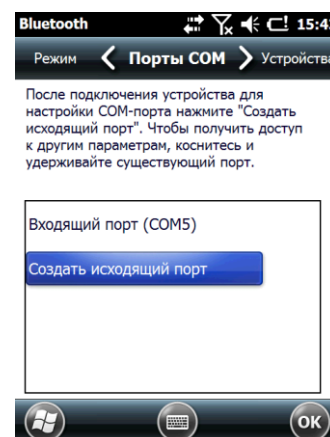 Bluetooth 15:4
Режим Порты COM Устройства
После подключения устройства для
настройки COM-порта нажмите "Создать
исходящий порт". Чтобы получить доступ
к другим параметрам, коснитесь и
удерживайте существующий порт.
Входящий порт (COM5)
Создать исходящий порт
OK